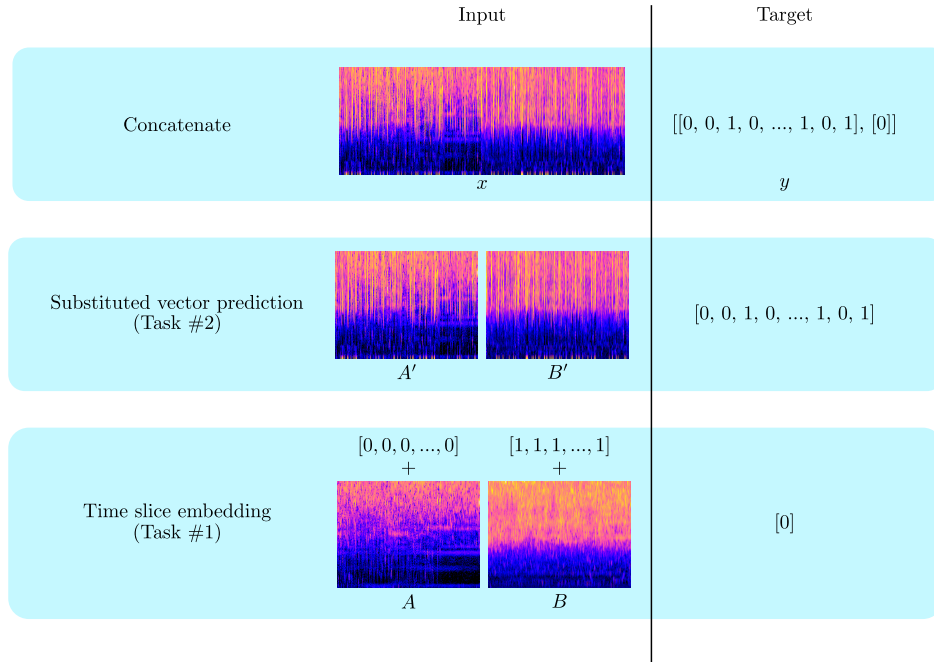 Input
Target
Concatenate
[[0, 0, 1, 0, ..., 1, 0, 1], [0]]
x
y
Substituted vector prediction
(Task #2)
[0, 0, 1, 0, ..., 1, 0, 1]
A′
B′
[0, 0, 0, ..., 0]
[1, 1, 1, ..., 1]
+
+
Time slice embedding
(Task #1)
[0]
A
B